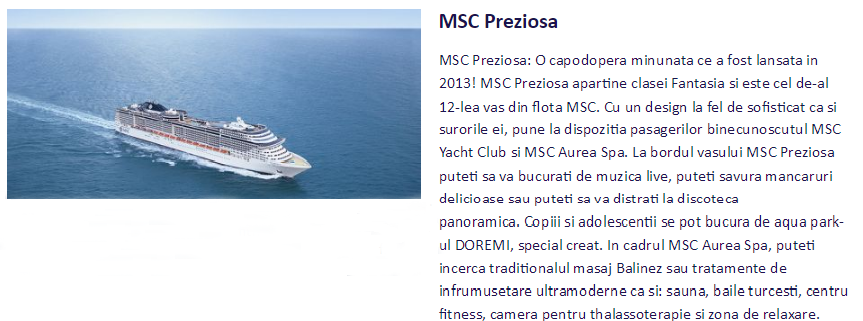 MSC Preziosa
MSC Preziosa: O capodopera minunata ce a fost lansata in
2013! MSC Preziosa apartine clasei Fantasia si este cel de-al
12-lea vas din flota MSC. Cu un design la fel de sofisticat ca si
surorile ei, pune la dispozitia pasagerilor binecunoscutul MSC
Yacht Club si MSC Aurea Spa. La bordul vasului MSC Preziosa
puteti sa va bucurati de muzica live, puteti savura mancaruri
delicioase sau puteti sa va distrati la discoteca
panoramica. Copiii si adolescentii se pot bucura de aqua park-
ul DOREMI, special creat. In cadrul MSC Aurea Spa, puteti
incerca traditionalul masaj Balinez sau tratamente de
infrumusetare ultramoderne ca si: sauna, baile turcesti, centru
fitness, camera pentru thalassoterapie si zona de relaxare.